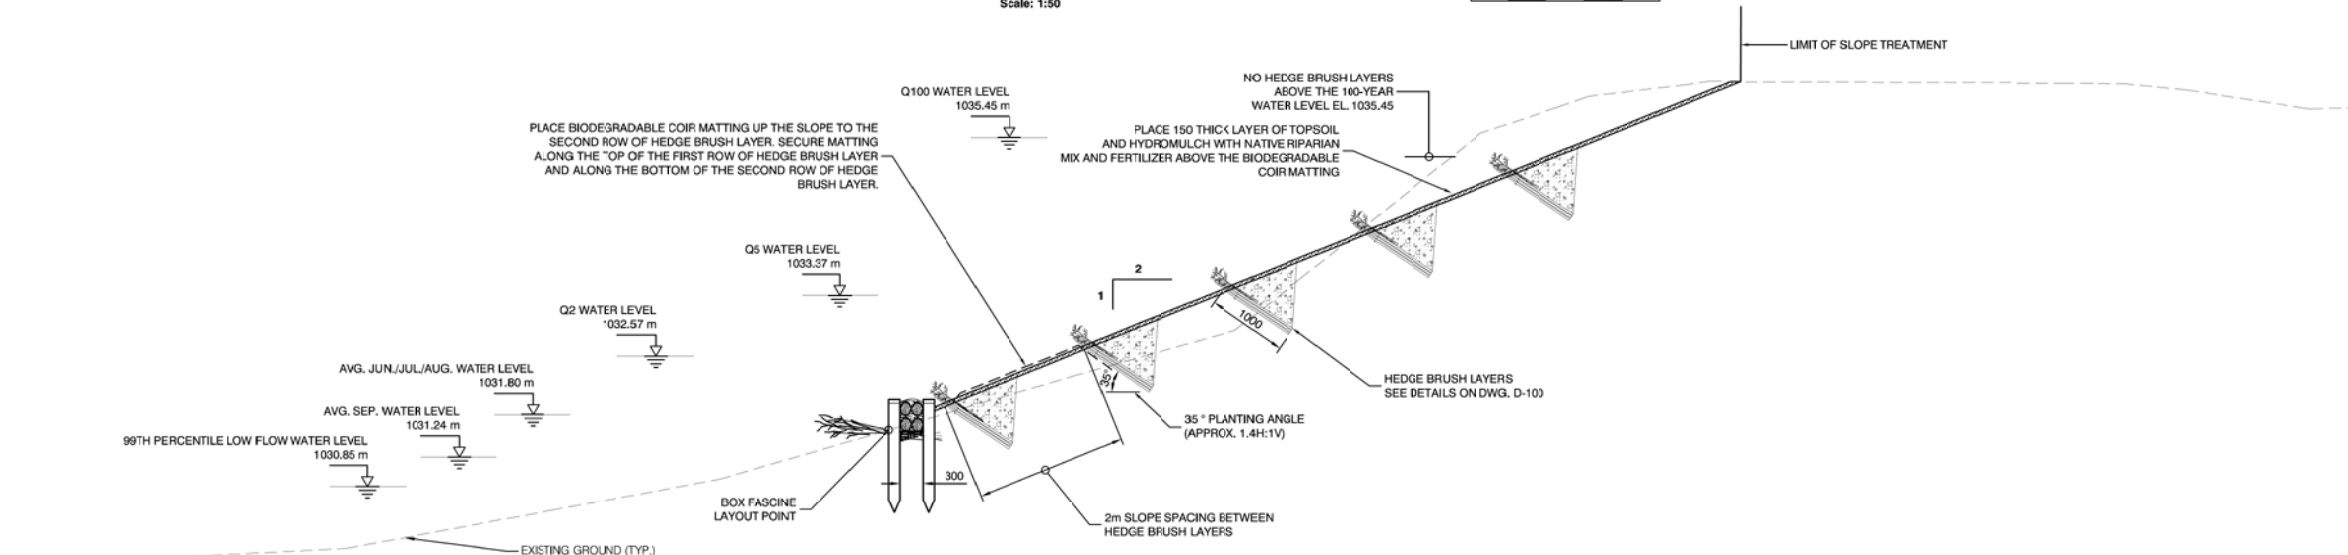 Scale: 1:50
LIMIT OF SLOPE TREATMENT
NO HEDGE BRUSH LAYERS
ABOVE THE 100-YEAR
WATER LEVEL EL. 1035.45
Q100 WATER LEVEL
1035.45 m
PLACE BIODEGRADABLE COIR MATTING UP THE SLOPE TO THE
SECOND ROW OF HEDGE BRUSH LAYER. SECURE MATTING
ALONG THE TOP OF THE FIRST ROW OF HEDGE BRUSH LAYER
AND ALONG THE BOTTOM OF THE SECOND ROW OF HEDGE
BRUSH LAYER.
PLACE 150 THICK LAYER OF TOPSOIL
AND HYDROMULCH WITH NATIVE RIPARIAN
MIX AND FERTILIZER ABOVE THE BIODEGRADABLE
COIR MATTING
Q5 WATER LEVEL
1033.37 m
2
1
Q2 WATER LEVEL
1032.57 m
1000
AVG. JUN./JUL./AUG. WATER LEVEL
1031.80 m
35°
HEDGE BRUSH LAYERS
SEE DETAILS ON DWG. D-100
AVG. SEP. WATER LEVEL
1031.24 m
35 ° PLANTING ANGLE
(APPROX. 1.4H:1V)
99TH PERCENTILE LOW FLOW WATER LEVEL
1030.85 m
300
BOX FASCINE
LAYOUT POINT
2m SLOPE SPACING BETWEEN
HEDGE BRUSH LAYERS
EXISTING GROUND (TYP.)